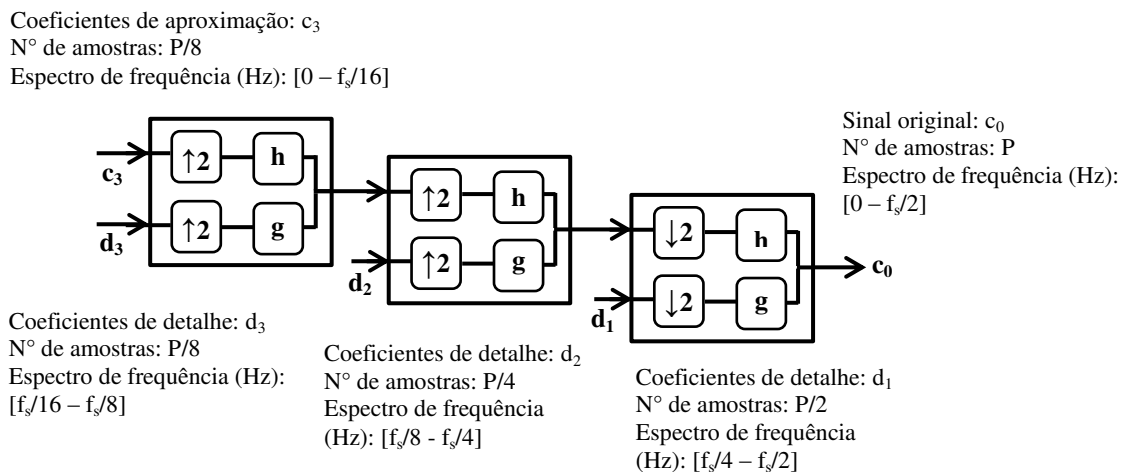 Coeficientes de aproximação: c₃
N° de amostras: P/8
Espectro de frequência (Hz): [0 – fₛ/16]
Sinal original: c₀
N° de amostras: P
Espectro de frequência (Hz):
[0 – fₛ/2]
↑2
h
c₃
↑2
g
d₃
↑2
h
↑2
g
d₂
↓2
h
c₀
↓2
g
d₁
Coeficientes de detalhe: d₃
N° de amostras: P/8
Espectro de frequência (Hz):
[fₛ/16 – fₛ/8]
Coeficientes de detalhe: d₂
N° de amostras: P/4
Espectro de frequência
(Hz): [fₛ/8 - fₛ/4]
Coeficientes de detalhe: d₁
N° de amostras: P/2
Espectro de frequência
(Hz): [fₛ/4 – fₛ/2]